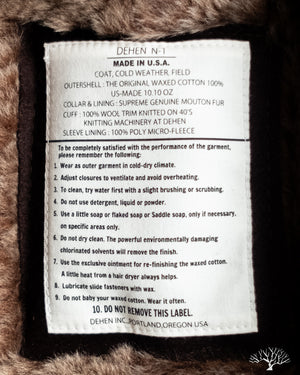 DEHEN N-1
MADE IN U.S.A.
COAT, COLD WEATHER, FIELD
OUTERSHELL : THE ORIGINAL WAXED COTTON 100%
US-MADE 10.10 OZ
COLLAR & LINING : SUPREME GENUINE MOUTON FUR
CUFF : 100% WOOL TRIM KNITTED ON 40'S
KNITTING MACHINERY AT DEHEN
SLEEVE LINING : 100% POLY MICRO-FLEECE
To be completely satisfied with the performance of the garment,
please remember the following:
1. Wear as outer garment in cold-dry climate.
2. Adjust closures to ventilate and avoid overheating.
3. To clean, try water first with a slight brushing or scrubbing.
4. Do not use detergent, liquid or powder.
5. Use a little soap or flaked soap or Saddle soap, only if necessary,
on specific areas only.
6. Do not dry clean. The powerful environmentally damaging
chlorinated solvents will remove the finish.
7. Use the exclusive ointment for re-finishing the waxed cotton.
A little heat from a hair dryer always helps.
8. Lubricate slide fasteners with wax.
9. Do not baby your waxed cotton. Wear it often.
10. DO NOT REMOVE THIS LABEL.
DEHEN INC., PORTLAND, OREGON USA